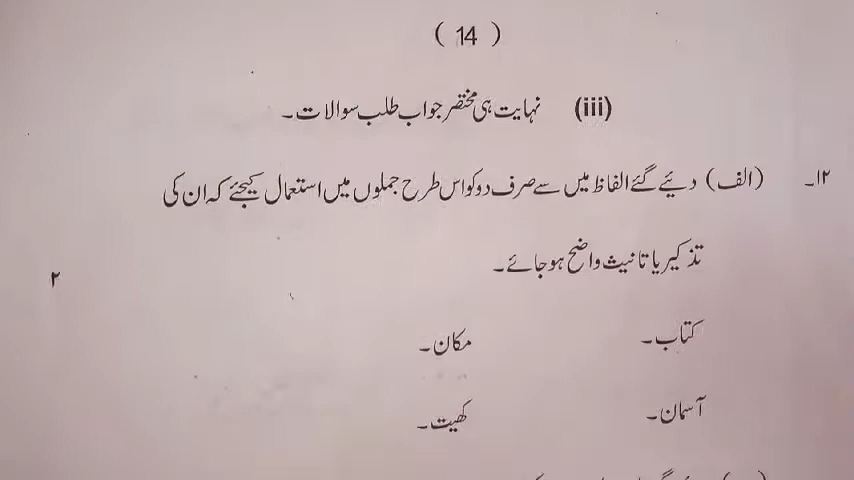 ( 14 )
(iii) نہایت ہی مختصر جواب طلب سوالات۔
۱۲۔ (الف) دئیے گئے الفاظ میں سے صرف دو کو اس طرح جملوں میں استعمال کیجئے کہ ان کی
تذکیر یا تانیث واضح ہو جائے۔ ۲
کتاب۔ مکان۔
آسمان۔ کھیت۔